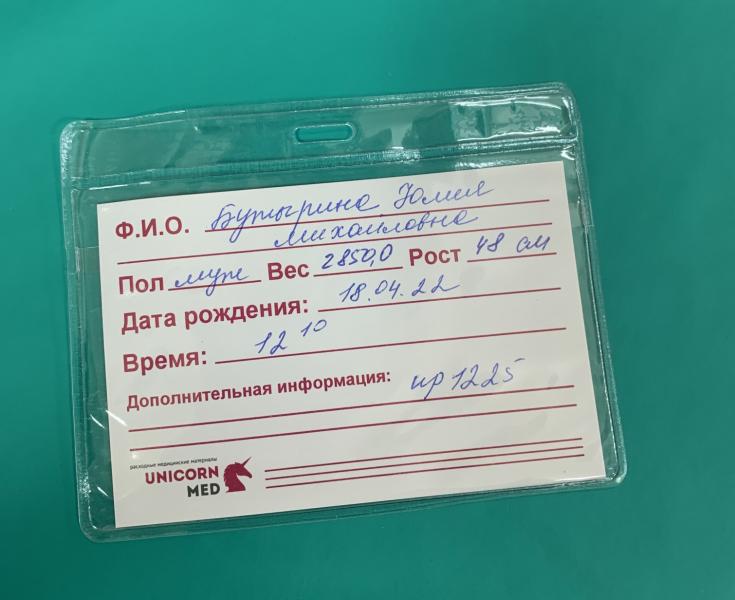 Ф.И.О. Бутырина Юлия
Михайловна
Пол муж Вес 2850,0 Рост 48 см
Дата рождения: 18.04.22
Время: 12 10
Дополнительная информация: ир 1225
расходные медицинские материалы
UNICORN
MED